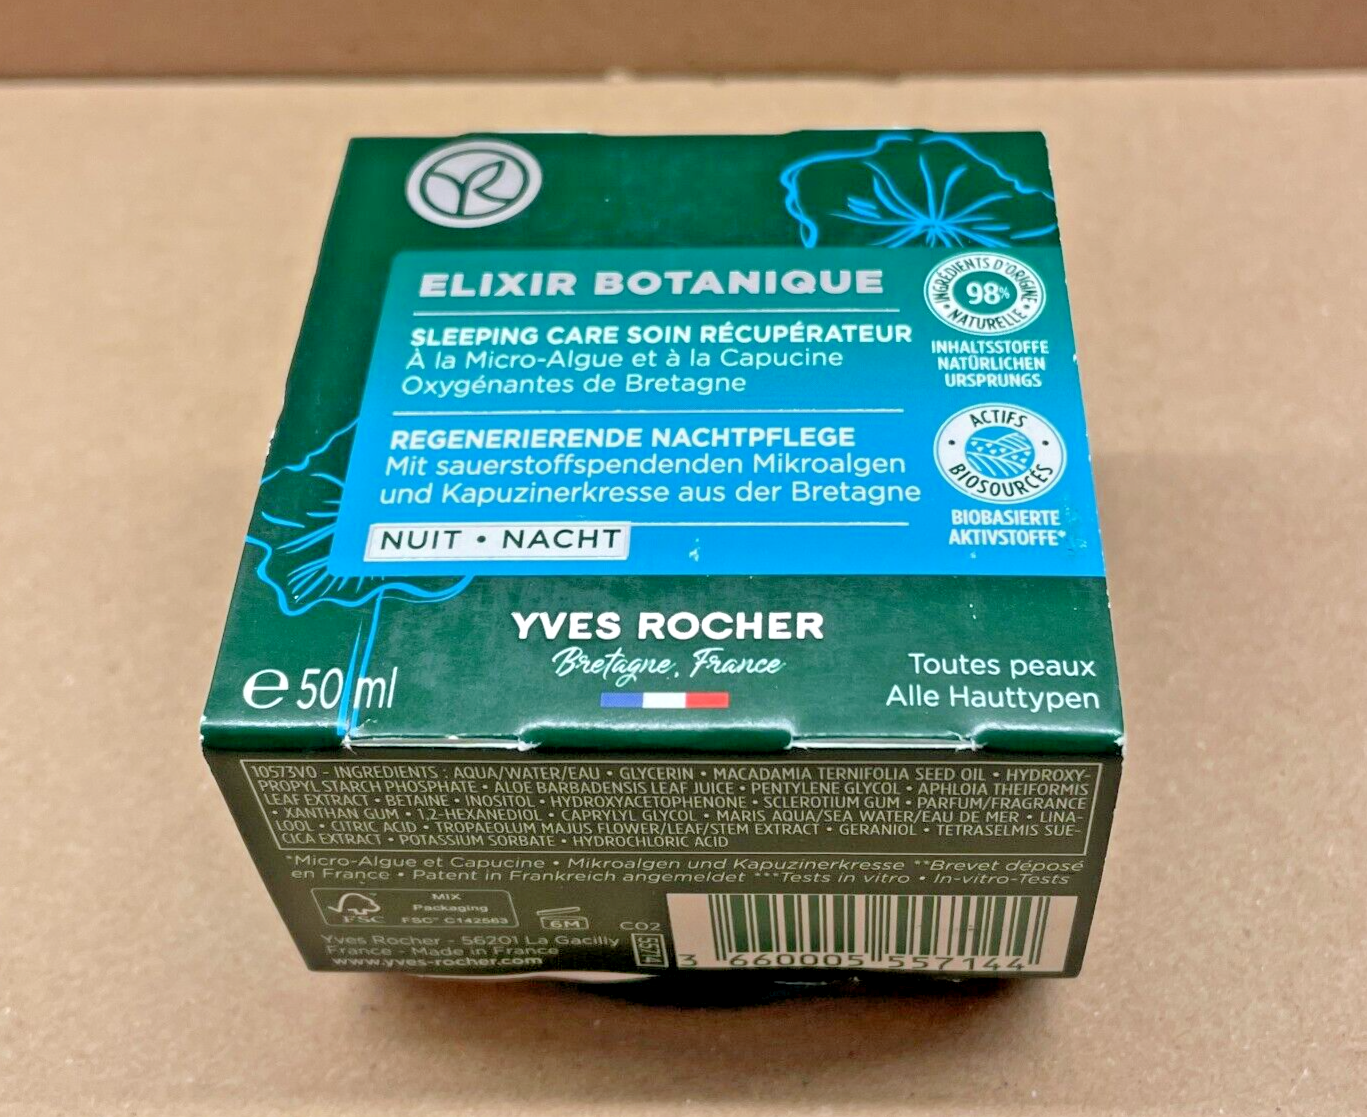 ELIXIR BOTANIQUE
SLEEPING CARE SOIN RÉCUPÉRATEUR
À la Micro-Algue et à la Capucine
Oxygénantes de Bretagne
REGENERIERENDE NACHTPFLEGE
Mit sauerstoffspendenden Mikroalgen
und Kapuzinerkresse aus der Bretagne
NUIT • NACHT
INGRÉDIENTS D'ORIGINE
98%
• NATURELLE •
INHALTSSTOFFE
NATÜRLICHEN
URSPRUNGS
ACTIFS
• BIOSOURCÉS •
BIOBASIERTE
AKTIVSTOFFE*
YVES ROCHER
Bretagne, France
e 50 ml
Toutes peaux
Alle Hauttypen
10573V0 - INGREDIENTS : AQUA/WATER/EAU • GLYCERIN • MACADAMIA TERNIFOLIA SEED OIL • HYDROXY-
PROPYL STARCH PHOSPHATE • ALOE BARBADENSIS LEAF JUICE • PENTYLENE GLYCOL • APHLOIA THEIFORMIS
LEAF EXTRACT • BETAINE • INOSITOL • HYDROXYACETOPHENONE • SCLEROTIUM GUM • PARFUM/FRAGRANCE
• XANTHAN GUM • 1,2-HEXANEDIOL • CAPRYLYL GLYCOL • MARIS AQUA/SEA WATER/EAU DE MER • LINA-
LOOL • CITRIC ACID • TROPAEOLUM MAJUS FLOWER/LEAF/STEM EXTRACT • GERANIOL • TETRASELMIS SUE-
CICA EXTRACT • POTASSIUM SORBATE • HYDROCHLORIC ACID
*Micro-Algue et Capucine • Mikroalgen und Kapuzinerkresse **Brevet déposé
en France • Patent in Frankreich angemeldet ***Tests in vitro • In-vitro-Tests
FSC
MIX
Packaging
FSC® C142583
6M
C02
5574
Yves Rocher - 56201 La Gacilly
France - Made in France
www.yves-rocher.com
3 660005 557144